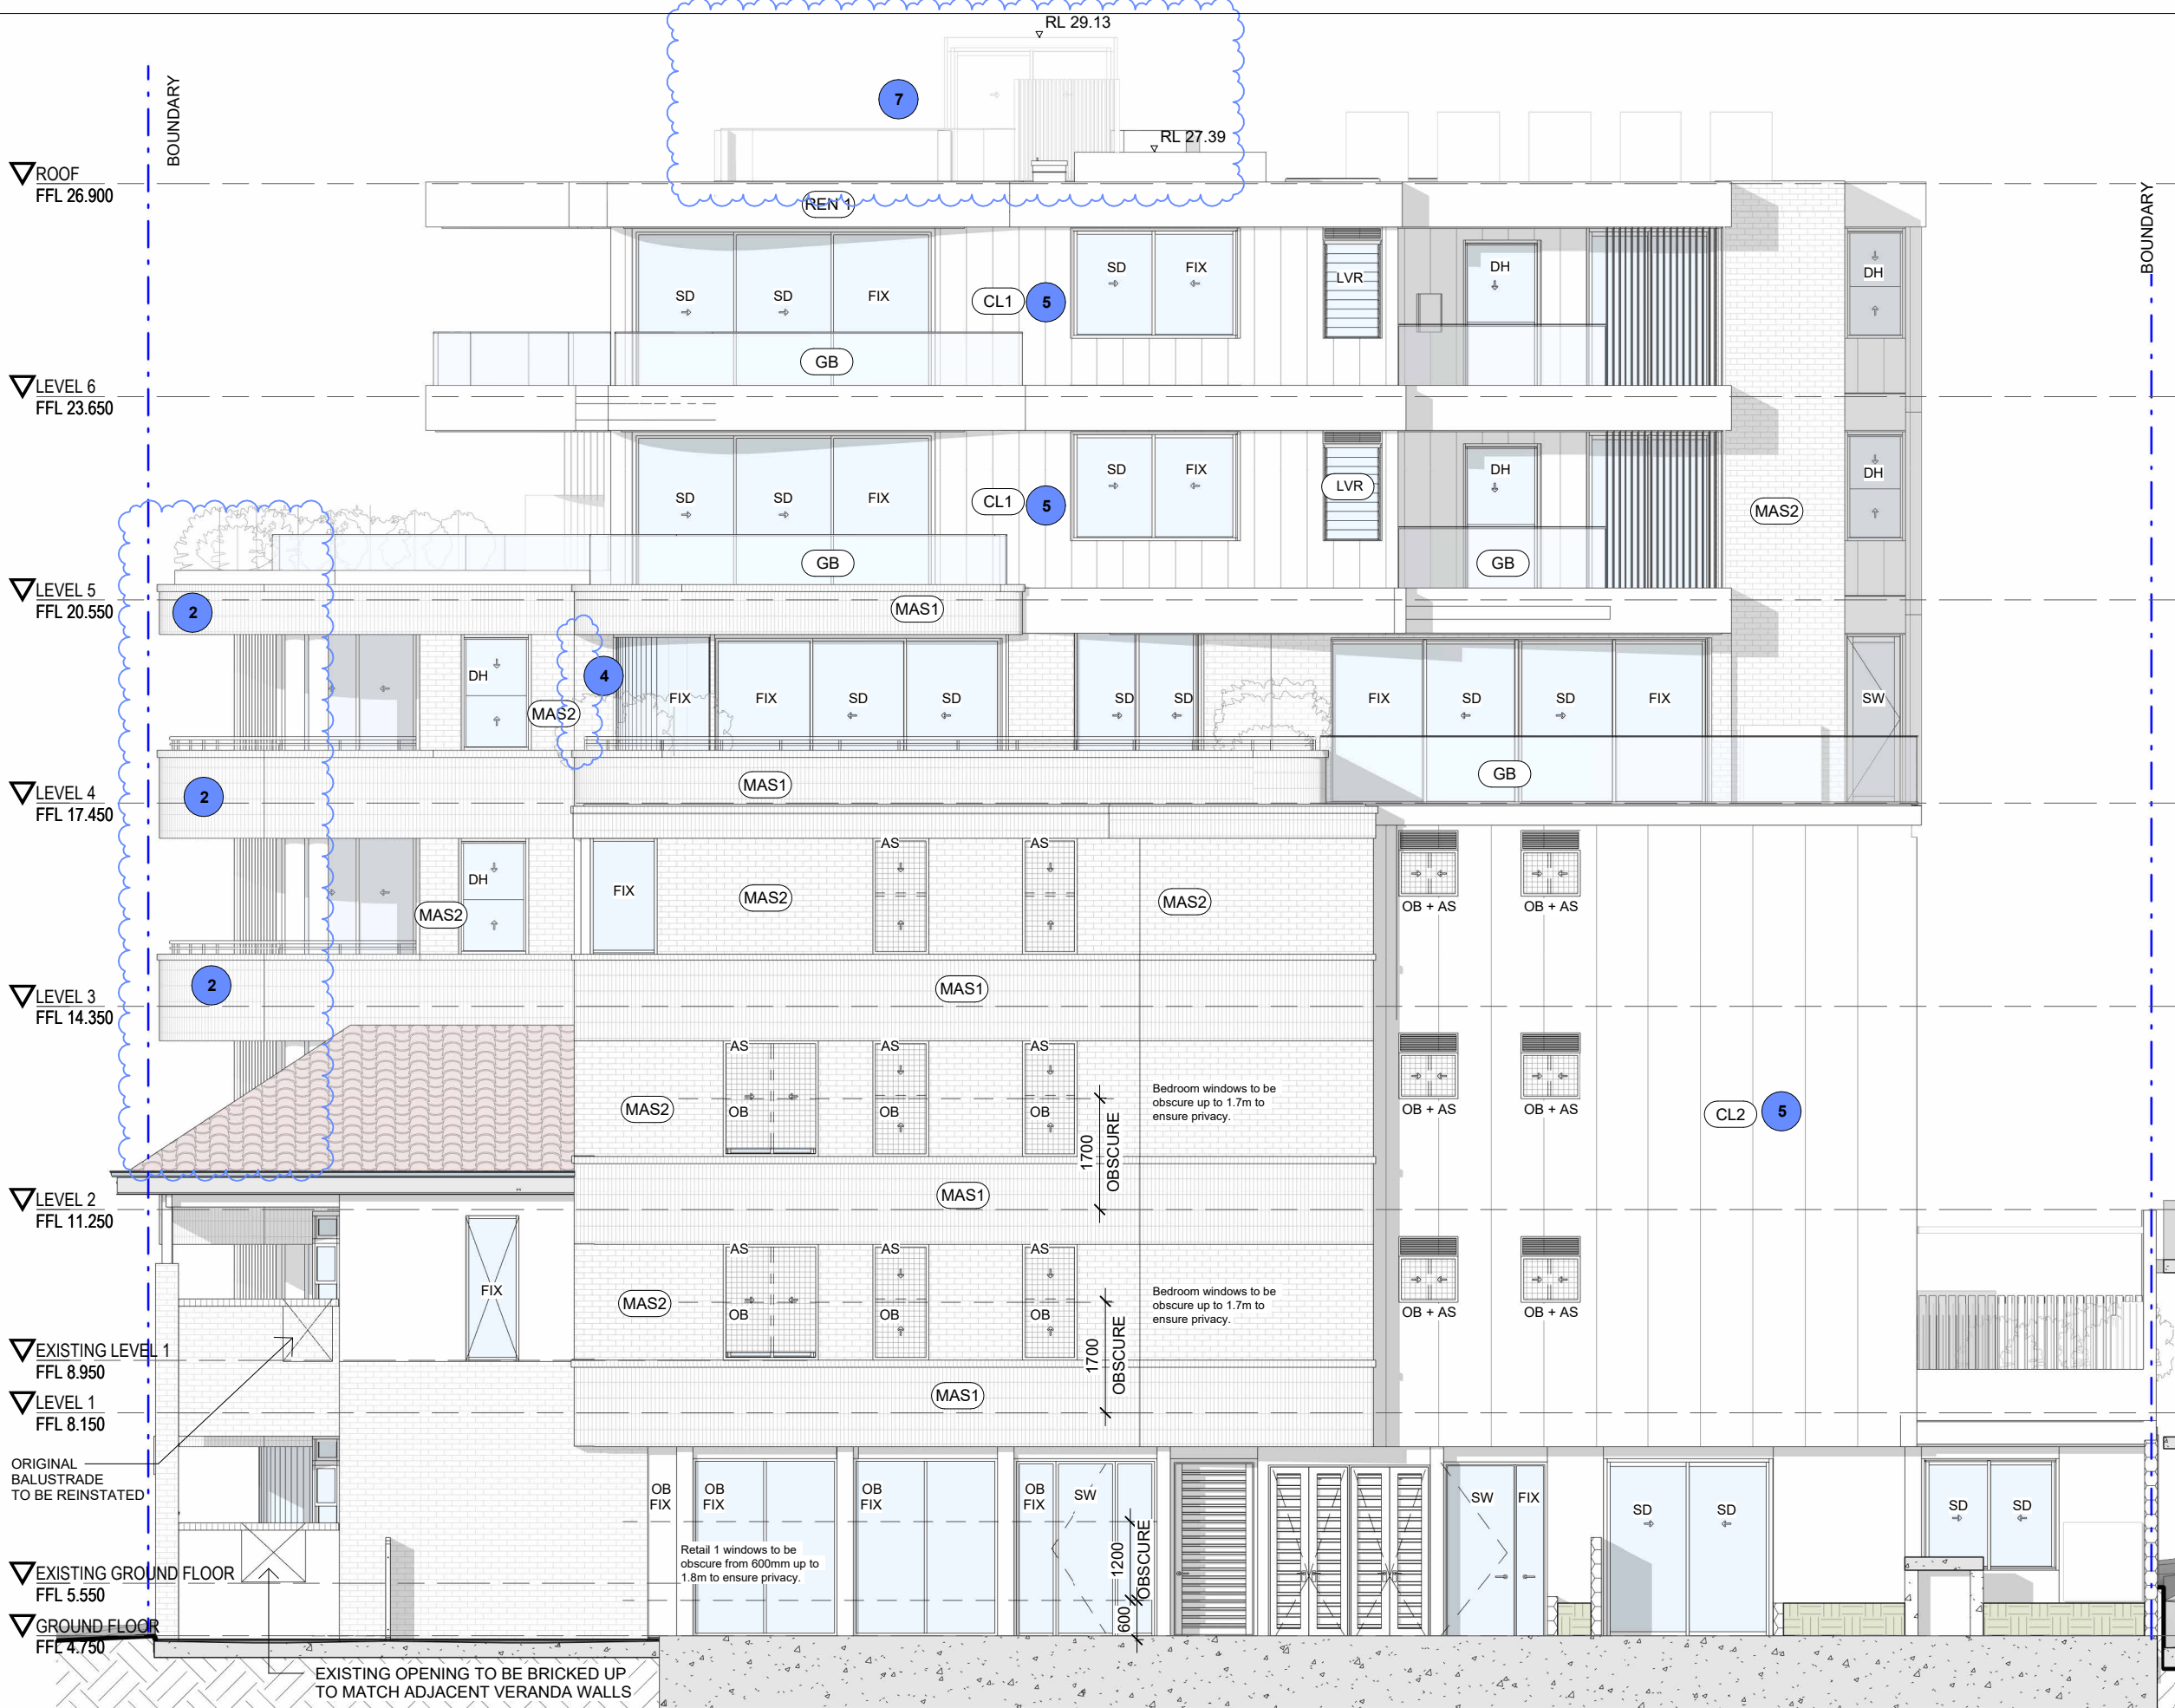 RL 29.13
7
BOUNDARY
RL 27.39
ROOF
FFL 26.900
REN 1
BOUNDARY
SD
SD
FIX
CL1
5
SD
FIX
LVR
DH
DH
GB
LEVEL 6
FFL 23.650
SD
SD
FIX
CL1
5
SD
FIX
LVR
DH
DH
MAS2
GB
GB
LEVEL 5
FFL 20.550
2
MAS1
DH
MAS2
4
FIX
FIX
SD
SD
SD
SD
FIX
SD
SD
FIX
SW
GB
LEVEL 4
FFL 17.450
2
MAS1
DH
MAS2
FIX
MAS2
AS
AS
MAS2
OB + AS
OB + AS
2
MAS1
LEVEL 3
FFL 14.350
AS
AS
AS
MAS2
OB
OB
OB
1700
OBSCURE
Bedroom windows to be
obscure up to 1.7m to
ensure privacy.
OB + AS
OB + AS
CL2
5
LEVEL 2
FFL 11.250
MAS1
FIX
AS
AS
AS
MAS2
OB
OB
OB
1700
OBSCURE
Bedroom windows to be
obscure up to 1.7m to
ensure privacy.
OB + AS
OB + AS
EXISTING LEVEL 1
FFL 8.950
LEVEL 1
FFL 8.150
MAS1
ORIGINAL
BALUSTRADE
TO BE REINSTATED
OB
FIX
OB
FIX
OB
FIX
OB
FIX
SW
SW
FIX
SD
SD
SD
SD
Retail 1 windows to be
obscure from 600mm up to
1.8m to ensure privacy.
1200
OBSCURE
600
EXISTING GROUND FLOOR
FFL 5.550
GROUND FLOOR
FFL 4.750
EXISTING OPENING TO BE BRICKED UP
TO MATCH ADJACENT VERANDA WALLS